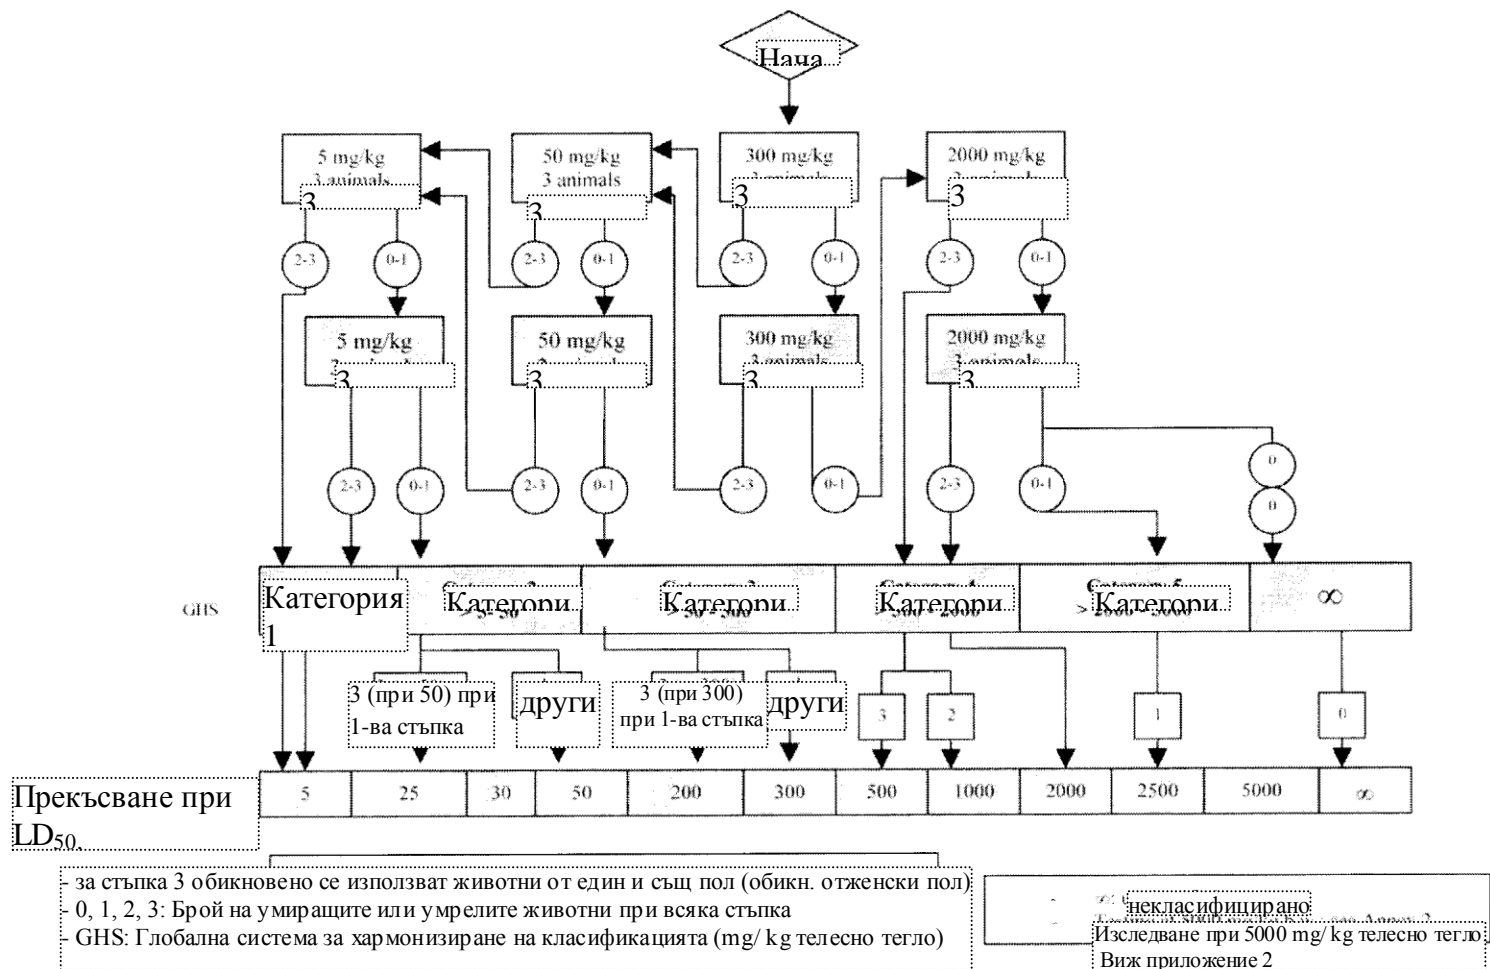 Нача
5 mg/kg
3 animals
3
50 mg/kg
3 animals
3
300 mg/kg
3 animals
3
2000 mg/kg
3 animals
3
2-3
0-1
2-3
0-1
2-3
0-1
2-3
0-1
5 mg/kg
3
50 mg/kg
3
300 mg/kg
3 animals
3
2000 mg/kg
3 animals
3
2-3
0-1
2-3
0-1
2-3
0-1
2-3
0-1
0
0
GHS
Категория
1
Категори
Категори
Категори
Категори
∞
3 (при 50) при
1-ва стъпка
други
3 (при 300)
при 1-ва стъпка
други
3
2
1
0
Прекъсване при
LD50,
5
25
30
50
200
300
500
1000
2000
2500
5000
∞
- за стъпка 3 обикновено се използват животни от един и същ пол (обикн. отженски пол)
- 0, 1, 2, 3: Брой на умиращите или умрелите животни при всяка стъпка
- GHS: Глобална система за хармонизиране на класификацията (mg/ kg телесно тегло)
некласифицирано
Изследване при 5000 mg/ kg телесно тегло
Виж приложение 2